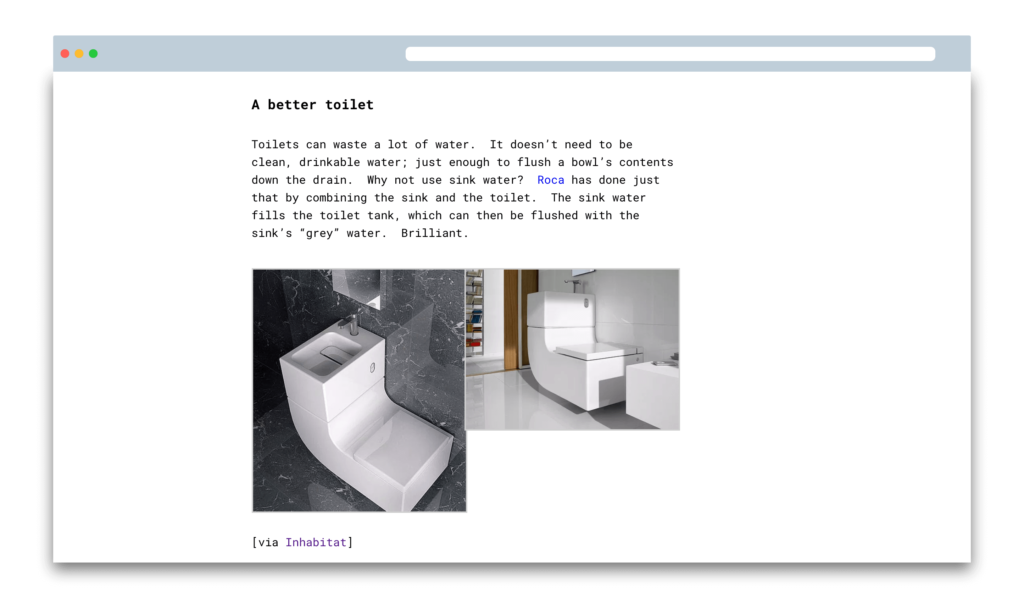 A better toilet
Toilets can waste a lot of water.  It doesn’t need to be
clean, drinkable water; just enough to flush a bowl’s contents
down the drain.  Why not use sink water?  Roca has done just
that by combining the sink and the toilet.  The sink water
fills the toilet tank, which can then be flushed with the
sink’s “grey” water.  Brilliant.
[via Inhabitat]